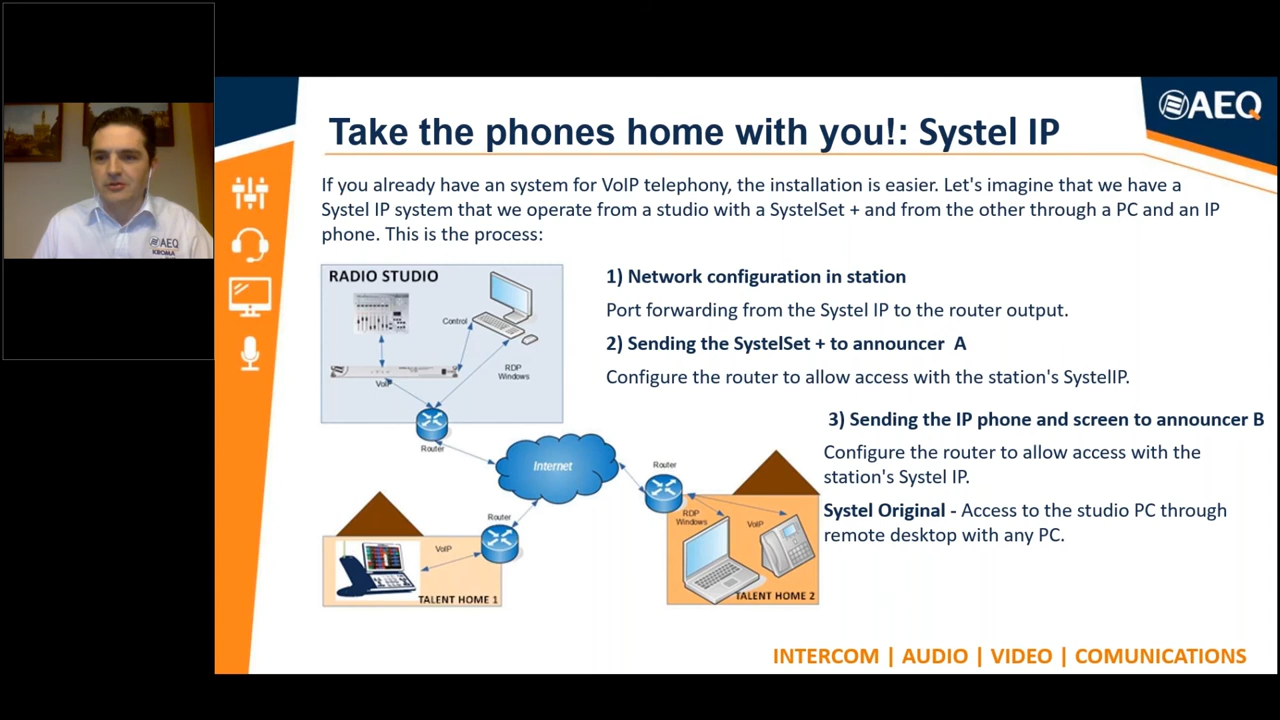 AEQ
Take the phones home with you!: Systel IP
If you already have an system for VoIP telephony, the installation is easier. Let's imagine that we have a
Systel IP system that we operate from a studio with a SystelSet + and from the other through a PC and an IP
phone. This is the process:
RADIO STUDIO
Control
VoIP
RDP
Windows
Router
Internet
Router
RDP
Windows
VoIP
TALENT HOME 2
Router
VoIP
TALENT HOME 1
1) Network configuration in station
Port forwarding from the Systel IP to the router output.
2) Sending the SystelSet + to announcer A
Configure the router to allow access with the station's SystelIP.
3) Sending the IP phone and screen to announcer B
Configure the router to allow access with the
station's Systel IP.
Systel Original - Access to the studio PC through
remote desktop with any PC.
INTERCOM | AUDIO | VIDEO | COMUNICATIONS
AEQ
KROMA